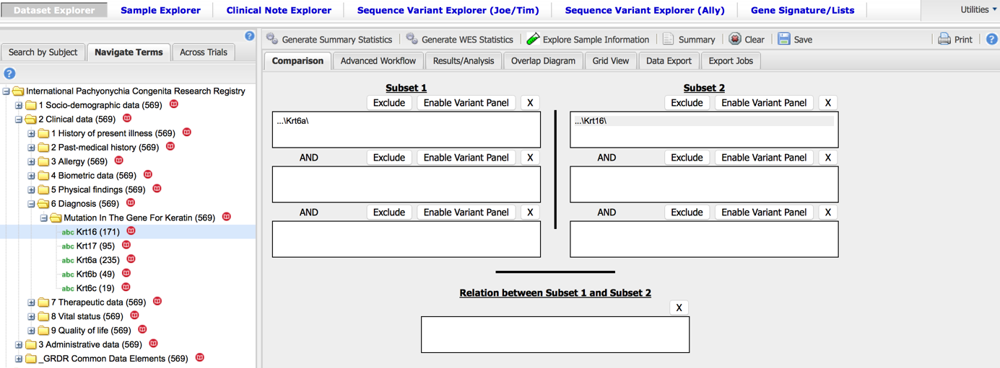 Dataset Explorer Sample Explorer Clinical Note Explorer Sequence Variant Explorer (Joe/Tim) Sequence Variant Explorer (Ally) Gene Signature/Lists Utilities
Generate Summary Statistics Generate WES Statistics Explore Sample Information Summary Clear Save Print ?
?
Search by Subject Navigate Terms Across Trials
Comparison Advanced Workflow Results/Analysis Overlap Diagram Grid View Data Export Export Jobs
?
International Pachyonychia Congenita Research Registry
1 Socio-demographic data (569)
2 Clinical data (569)
1 History of present illness (569)
2 Past-medical history (569)
3 Allergy (569)
4 Biometric data (569)
5 Physical findings (569)
6 Diagnosis (569)
Mutation In The Gene For Keratin (569)
abc Krt16 (171)
abc Krt17 (95)
abc Krt6a (235)
abc Krt6b (49)
abc Krt6c (19)
7 Therapeutic data (569)
8 Vital status (569)
9 Quality of life (569)
3 Administrative data (569)
_GRDR Common Data Elements (569)
Subset 1
Exclude Enable Variant Panel X
...\Krt6a\
AND Exclude Enable Variant Panel X
AND Exclude Enable Variant Panel X
Subset 2
Exclude Enable Variant Panel X
...\Krt16\
AND Exclude Enable Variant Panel X
AND Exclude Enable Variant Panel X
Relation between Subset 1 and Subset 2
X